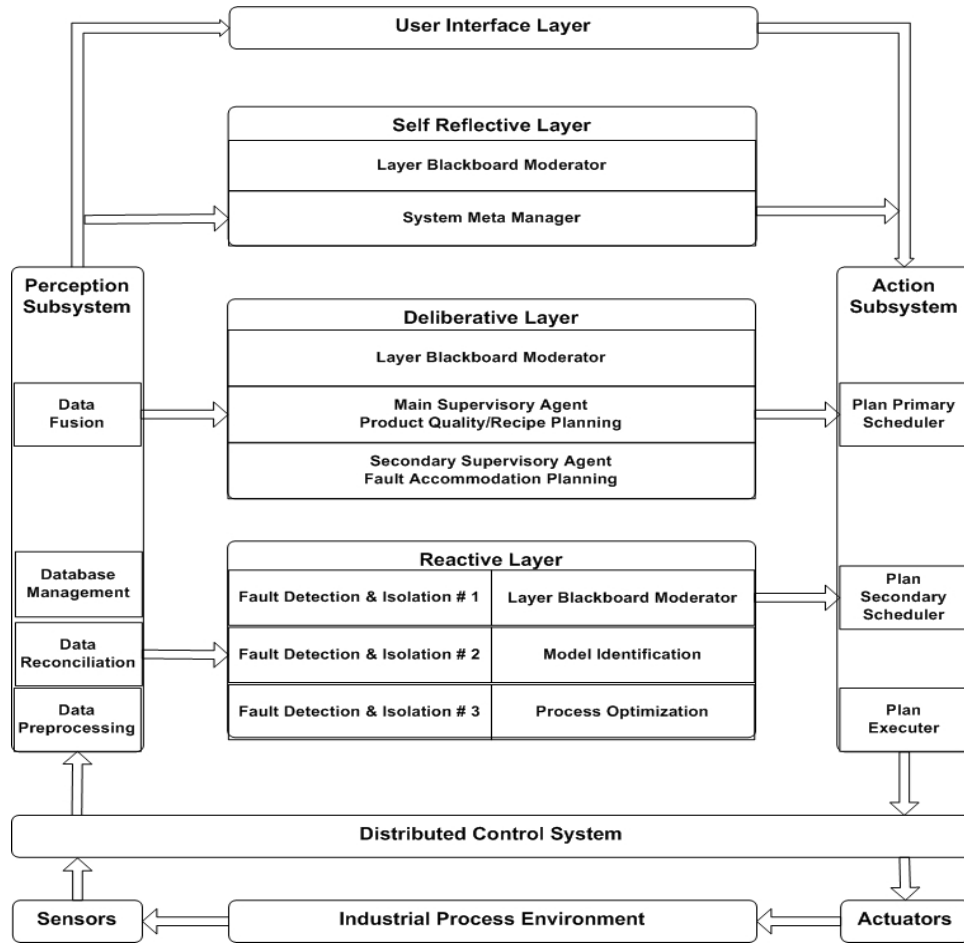 User Interface Layer
Self Reflective Layer
Layer Blackboard Moderator
System Meta Manager
Perception
Subsystem
Data
Fusion
Database
Management
Data
Reconciliation
Data
Preprocessing
Deliberative Layer
Layer Blackboard Moderator
Main Supervisory Agent
Product Quality/Recipe Planning
Secondary Supervisory Agent
Fault Accommodation Planning
Reactive Layer
Fault Detection & Isolation # 1
Layer Blackboard Moderator
Fault Detection & Isolation # 2
Model Identification
Fault Detection & Isolation # 3
Process Optimization
Action
Subsystem
Plan Primary
Scheduler
Plan
Secondary
Scheduler
Plan
Executer
Distributed Control System
Sensors
Industrial Process Environment
Actuators